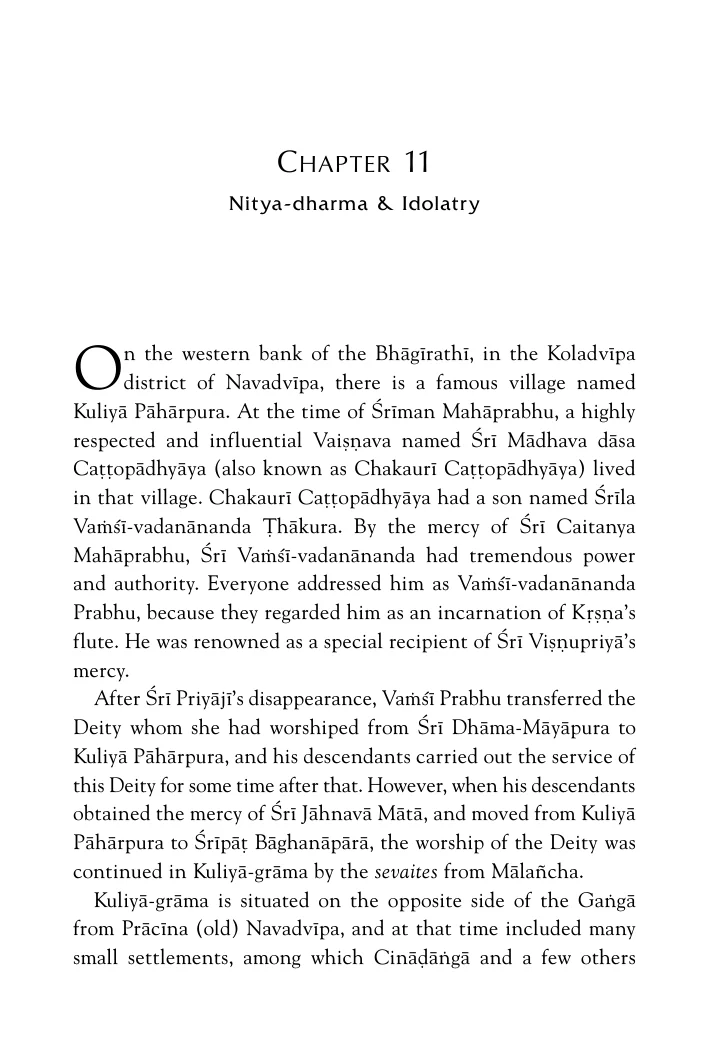 Chapter 11
Nitya-dharma & Idolatry
On the western bank of the Bhāgīrathī, in the Koladvīpa
district of Navadvīpa, there is a famous village named
Kuliyā Pāhārpura. At the time of Śrīman Mahāprabhu, a highly
respected and influential Vaiṣṇava named Śrī Mādhava dāsa
Caṭṭopādhyāya (also known as Chakaurī Caṭṭopādhyāya) lived
in that village. Chakaurī Caṭṭopādhyāya had a son named Śrīla
Vaṁśī-vadanānanda Ṭhākura. By the mercy of Śrī Caitanya
Mahāprabhu, Śrī Vaṁśī-vadanānanda had tremendous power
and authority. Everyone addressed him as Vaṁśī-vadanānanda
Prabhu, because they regarded him as an incarnation of Kṛṣṇa’s
flute. He was renowned as a special recipient of Śrī Viṣṇupriyā’s
mercy.
After Śrī Priyājī’s disappearance, Vaṁśī Prabhu transferred the
Deity whom she had worshiped from Śrī Dhāma-Māyāpura to
Kuliyā Pāhārpura, and his descendants carried out the service of
this Deity for some time after that. However, when his descendants
obtained the mercy of Śrī Jāhnavā Mātā, and moved from Kuliyā
Pāhārpura to Śrīpāṭ Bāghanāpārā, the worship of the Deity was
continued in Kuliyā-grāma by the sevaites from Mālañcha.
Kuliyā-grāma is situated on the opposite side of the Gaṅgā
from Prācīna (old) Navadvīpa, and at that time included many
small settlements, among which Cināḍāṅgā and a few others